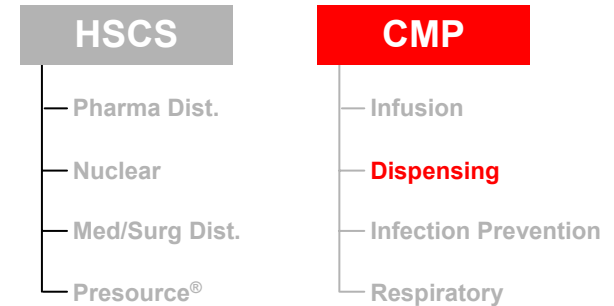 HSCS
Pharma Dist.
Nuclear
Med/Surg Dist.
Presource®
CMP
Infusion
Dispensing
Infection Prevention
Respiratory